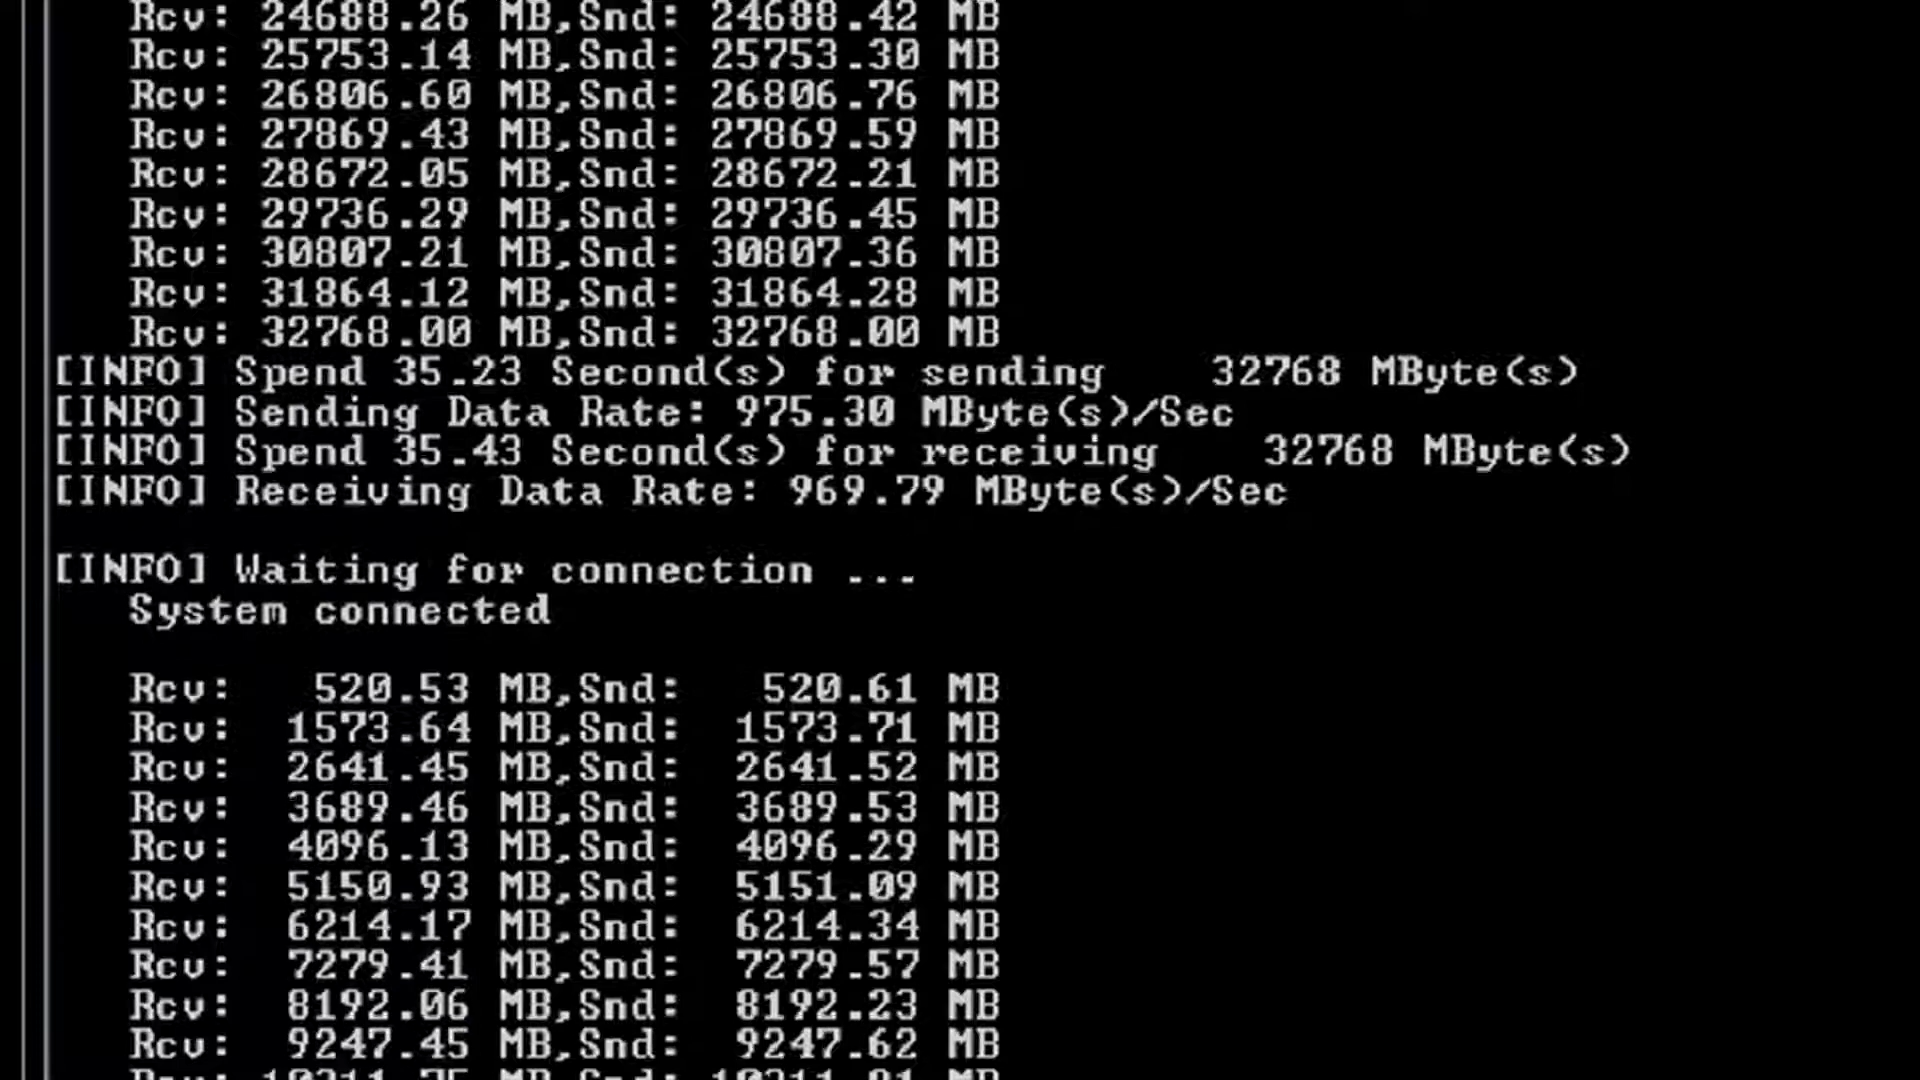 Rcv: 24688.26 MB,Snd: 24688.42 MB
Rcv: 25753.14 MB,Snd: 25753.30 MB
Rcv: 26806.60 MB,Snd: 26806.76 MB
Rcv: 27869.43 MB,Snd: 27869.59 MB
Rcv: 28672.05 MB,Snd: 28672.21 MB
Rcv: 29736.29 MB,Snd: 29736.45 MB
Rcv: 30807.21 MB,Snd: 30807.36 MB
Rcv: 31864.12 MB,Snd: 31864.28 MB
Rcv: 32768.00 MB,Snd: 32768.00 MB
[INFO] Spend 35.23 Second(s) for sending 32768 MByte(s)
[INFO] Sending Data Rate: 975.30 MByte(s)/Sec
[INFO] Spend 35.43 Second(s) for receiving 32768 MByte(s)
[INFO] Receiving Data Rate: 969.79 MByte(s)/Sec
[INFO] Waiting for connection ...
System connected
Rcv: 520.53 MB,Snd: 520.61 MB
Rcv: 1573.64 MB,Snd: 1573.71 MB
Rcv: 2641.45 MB,Snd: 2641.52 MB
Rcv: 3689.46 MB,Snd: 3689.53 MB
Rcv: 4096.13 MB,Snd: 4096.29 MB
Rcv: 5150.93 MB,Snd: 5151.09 MB
Rcv: 6214.17 MB,Snd: 6214.34 MB
Rcv: 7279.41 MB,Snd: 7279.57 MB
Rcv: 8192.06 MB,Snd: 8192.23 MB
Rcv: 9247.45 MB,Snd: 9247.62 MB